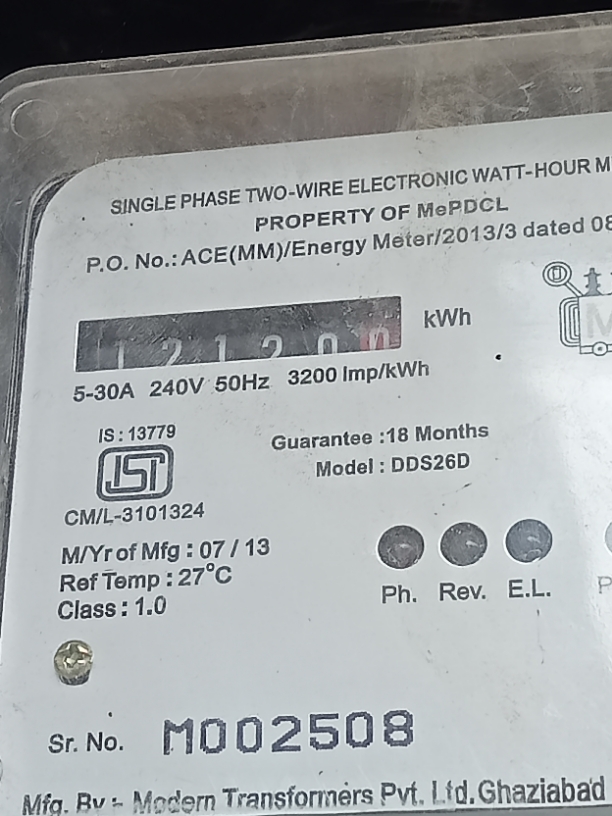 SINGLE PHASE TWO-WIRE ELECTRONIC WATT-HOUR M
PROPERTY OF MePDCL
P.O. No.: ACE(MM)/Energy Meter/2013/3 dated 08
121200 kWh
5-30A 240V 50Hz 3200 Imp/kWh
IS : 13779
Guarantee :18 Months
Model : DDS26D
ISI
CM/L-3101324
M/Yr of Mfg : 07 / 13
Ref Temp : 27°C
Class : 1.0
Ph. Rev. E.L. P
Sr. No. M002508
Mfg. By :- Modern Transformers Pvt. Ltd. Ghaziabad